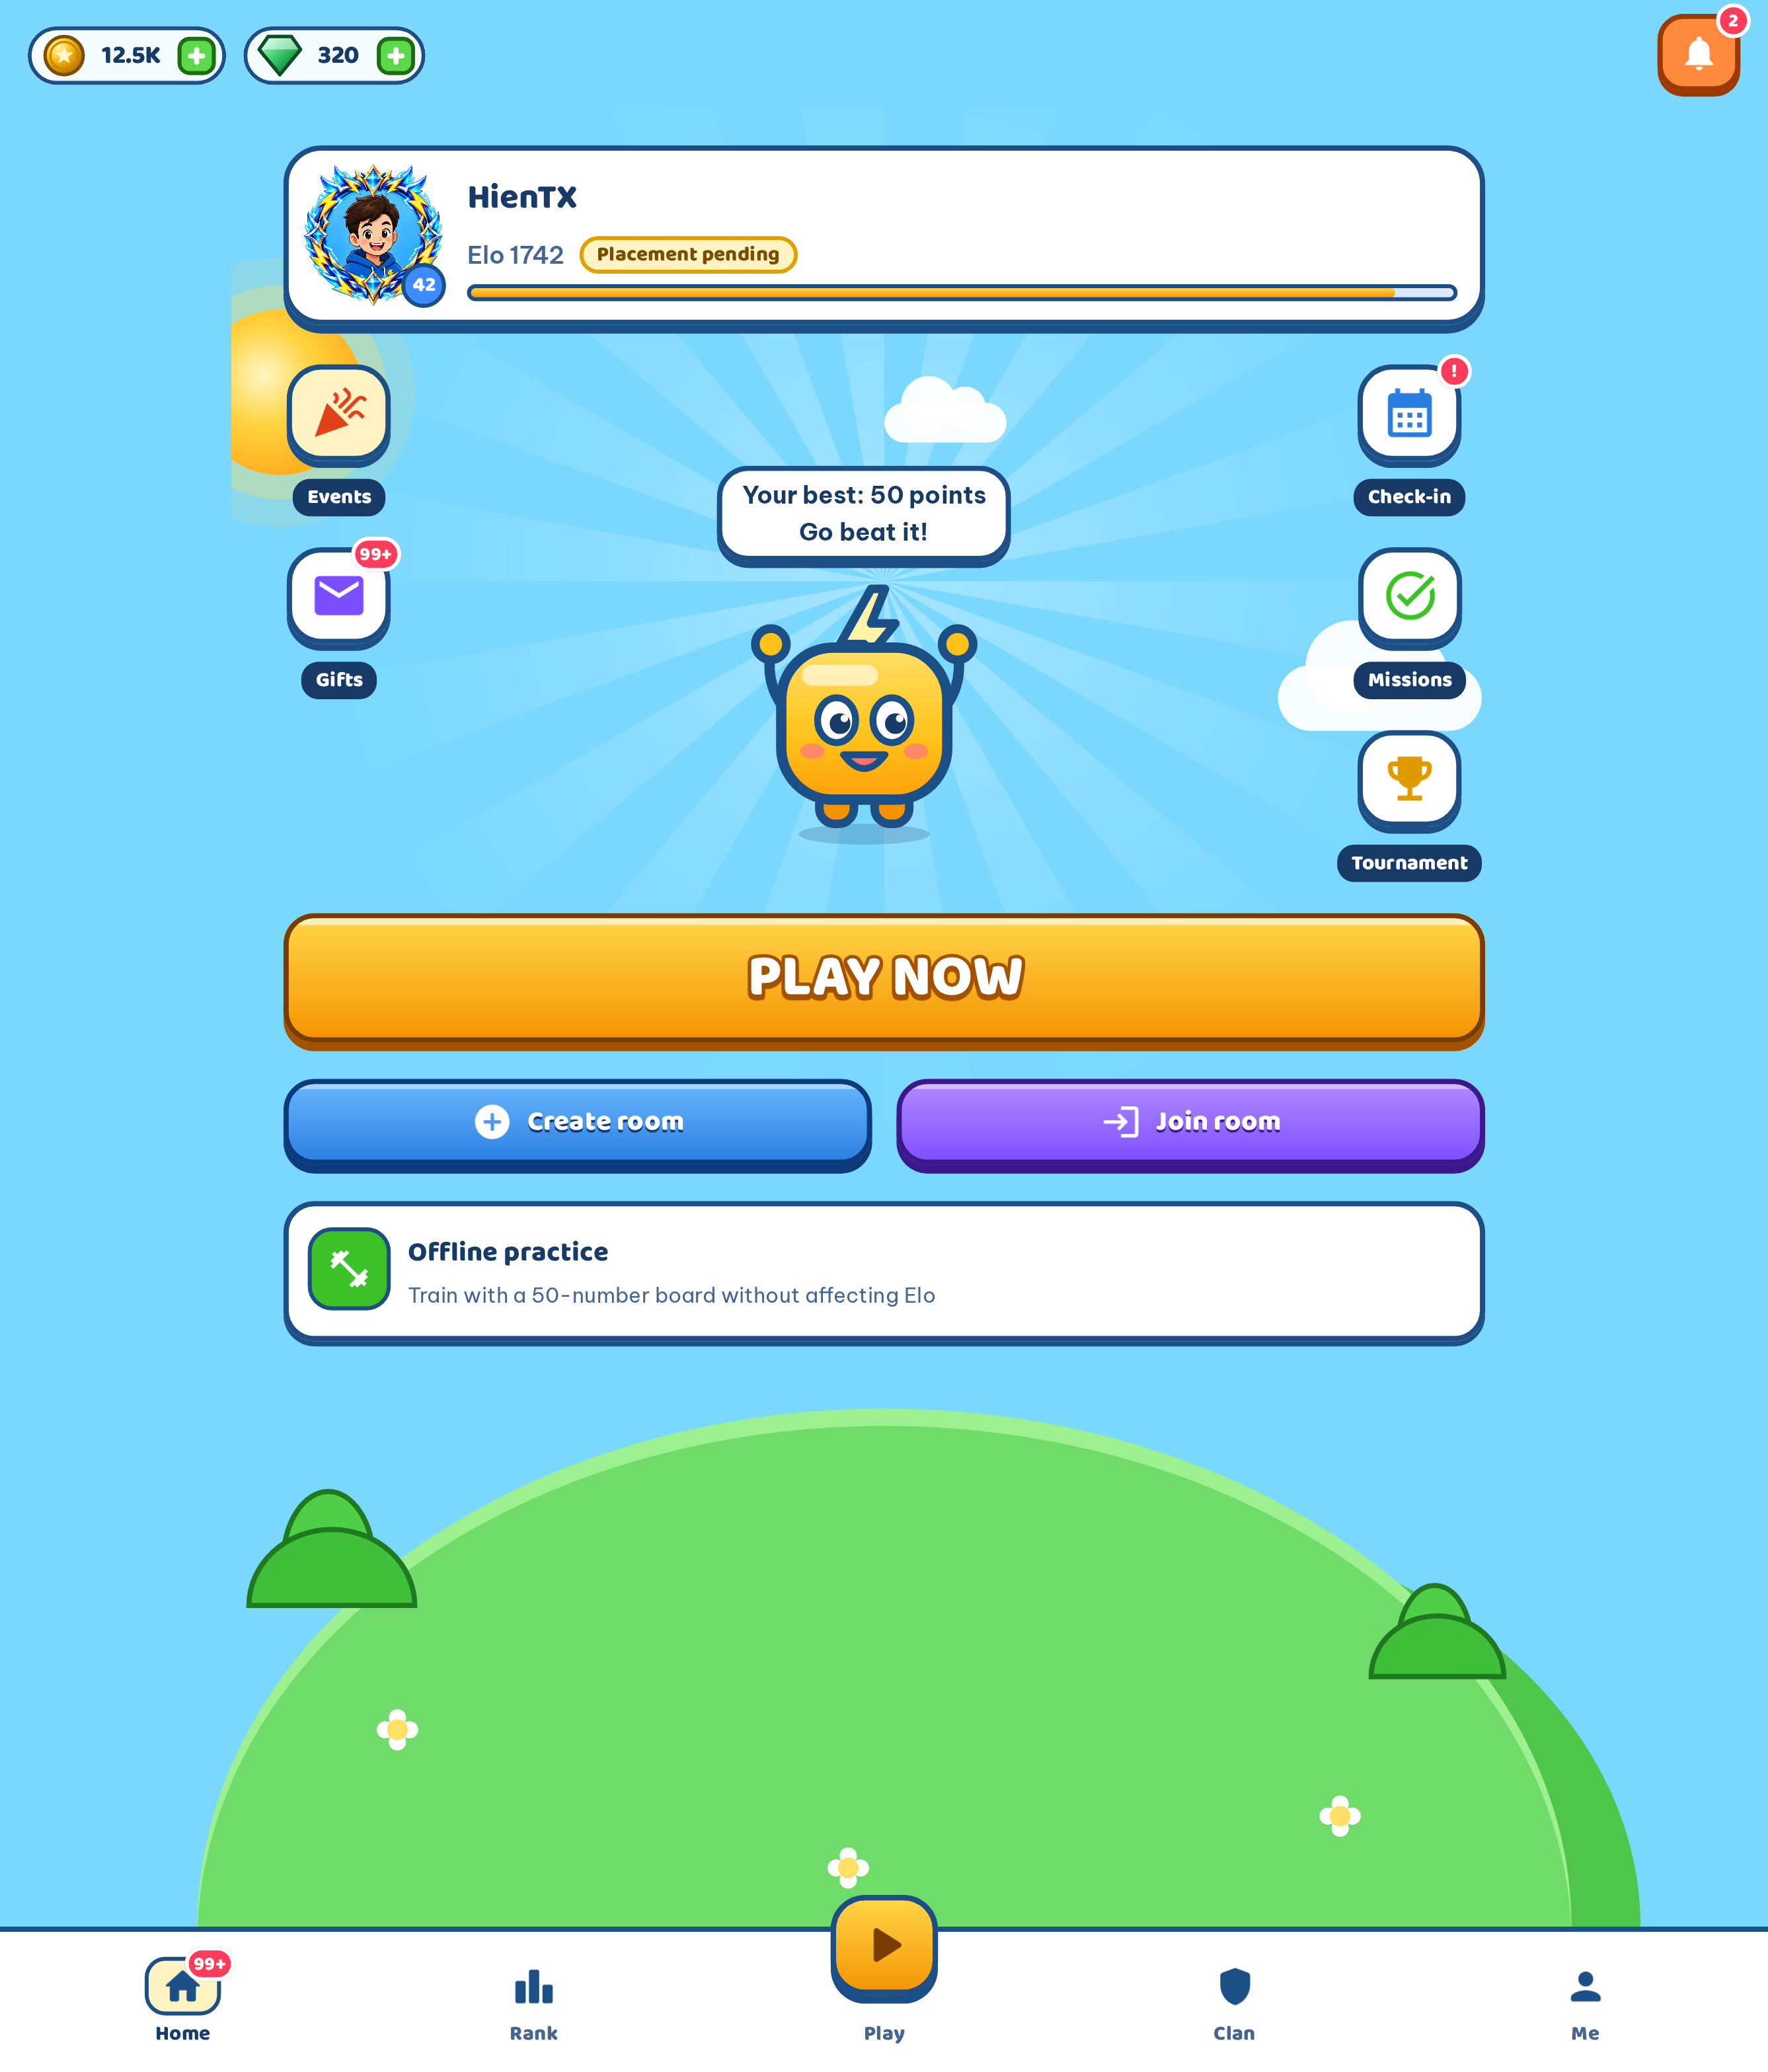 12.5K
320
2
HienTX
Elo 1742
Placement pending
42
!
Events
Check-in
Your best: 50 points
Go beat it!
99+
Gifts
Missions
Tournament
PLAY NOW
Create room
Join room
Offline practice
Train with a 50-number board without affecting Elo
99+
Home
Rank
Play
Clan
Me